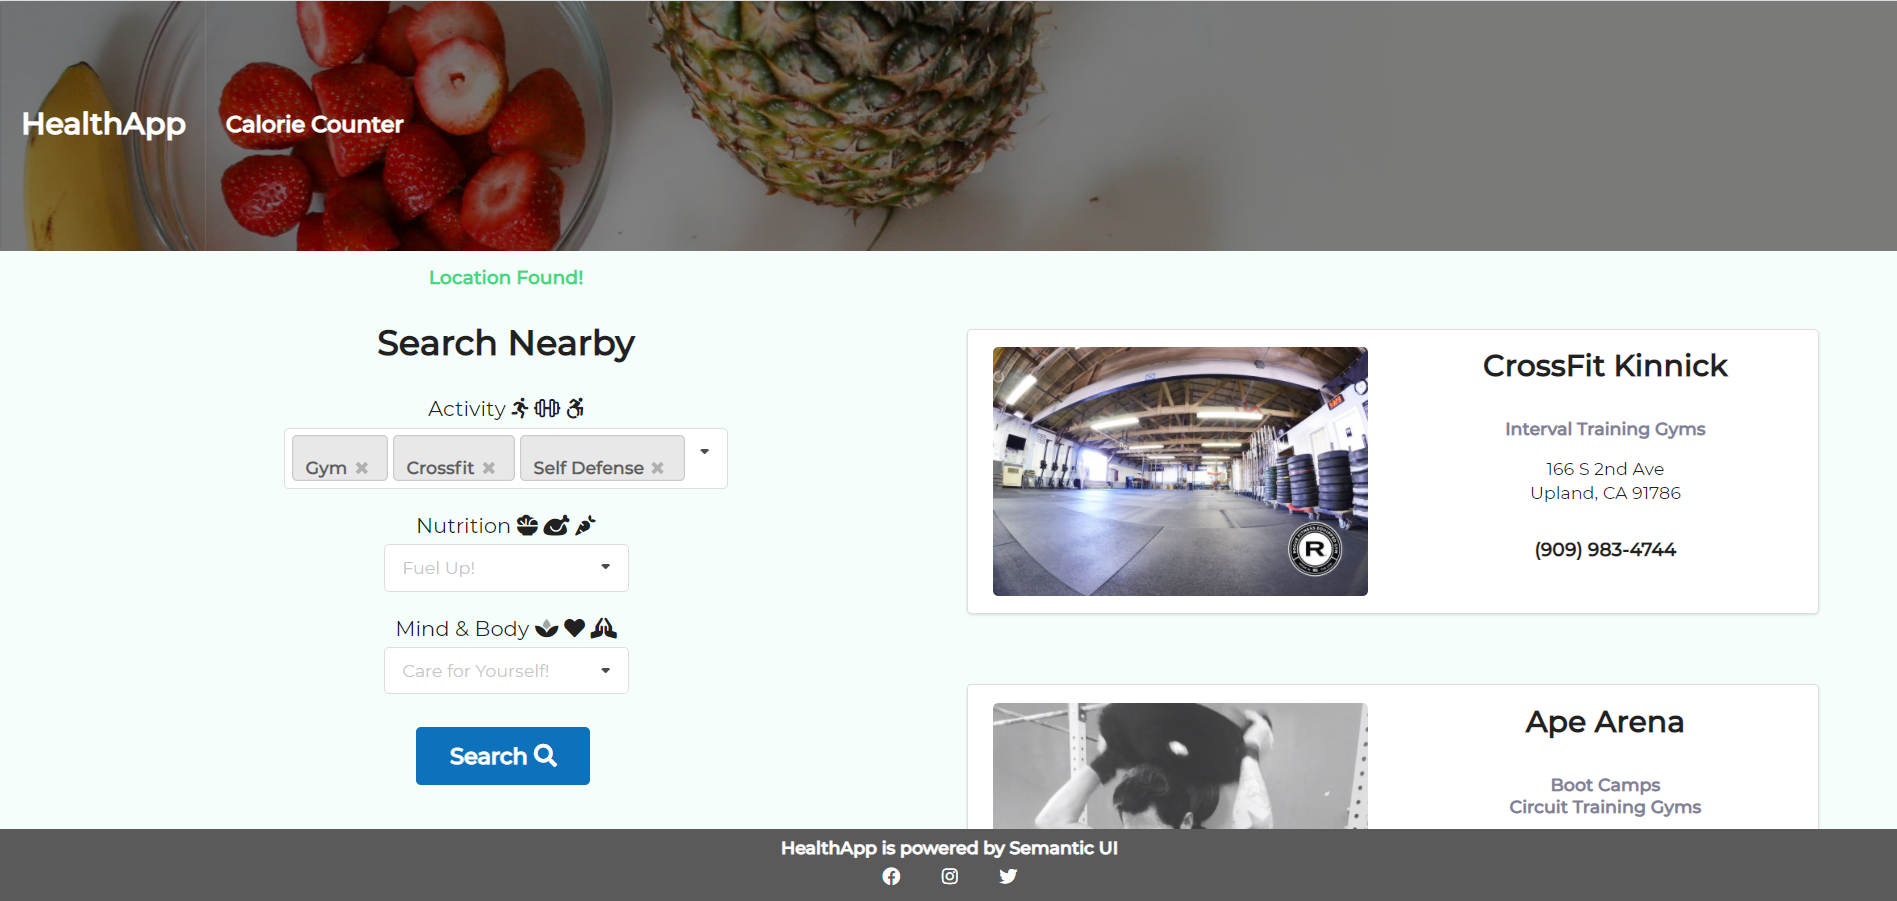 HealthApp
Calorie Counter
Location Found!
Search Nearby
Activity
Gym
Crossfit
Self Defense
Nutrition
Fuel Up!
Mind & Body
Care for Yourself!
Search
R
CrossFit Kinnick
Interval Training Gyms
166 S 2nd Ave
Upland, CA 91786
(909) 983-4744
Ape Arena
Boot Camps
Circuit Training Gyms
HealthApp is powered by Semantic UI